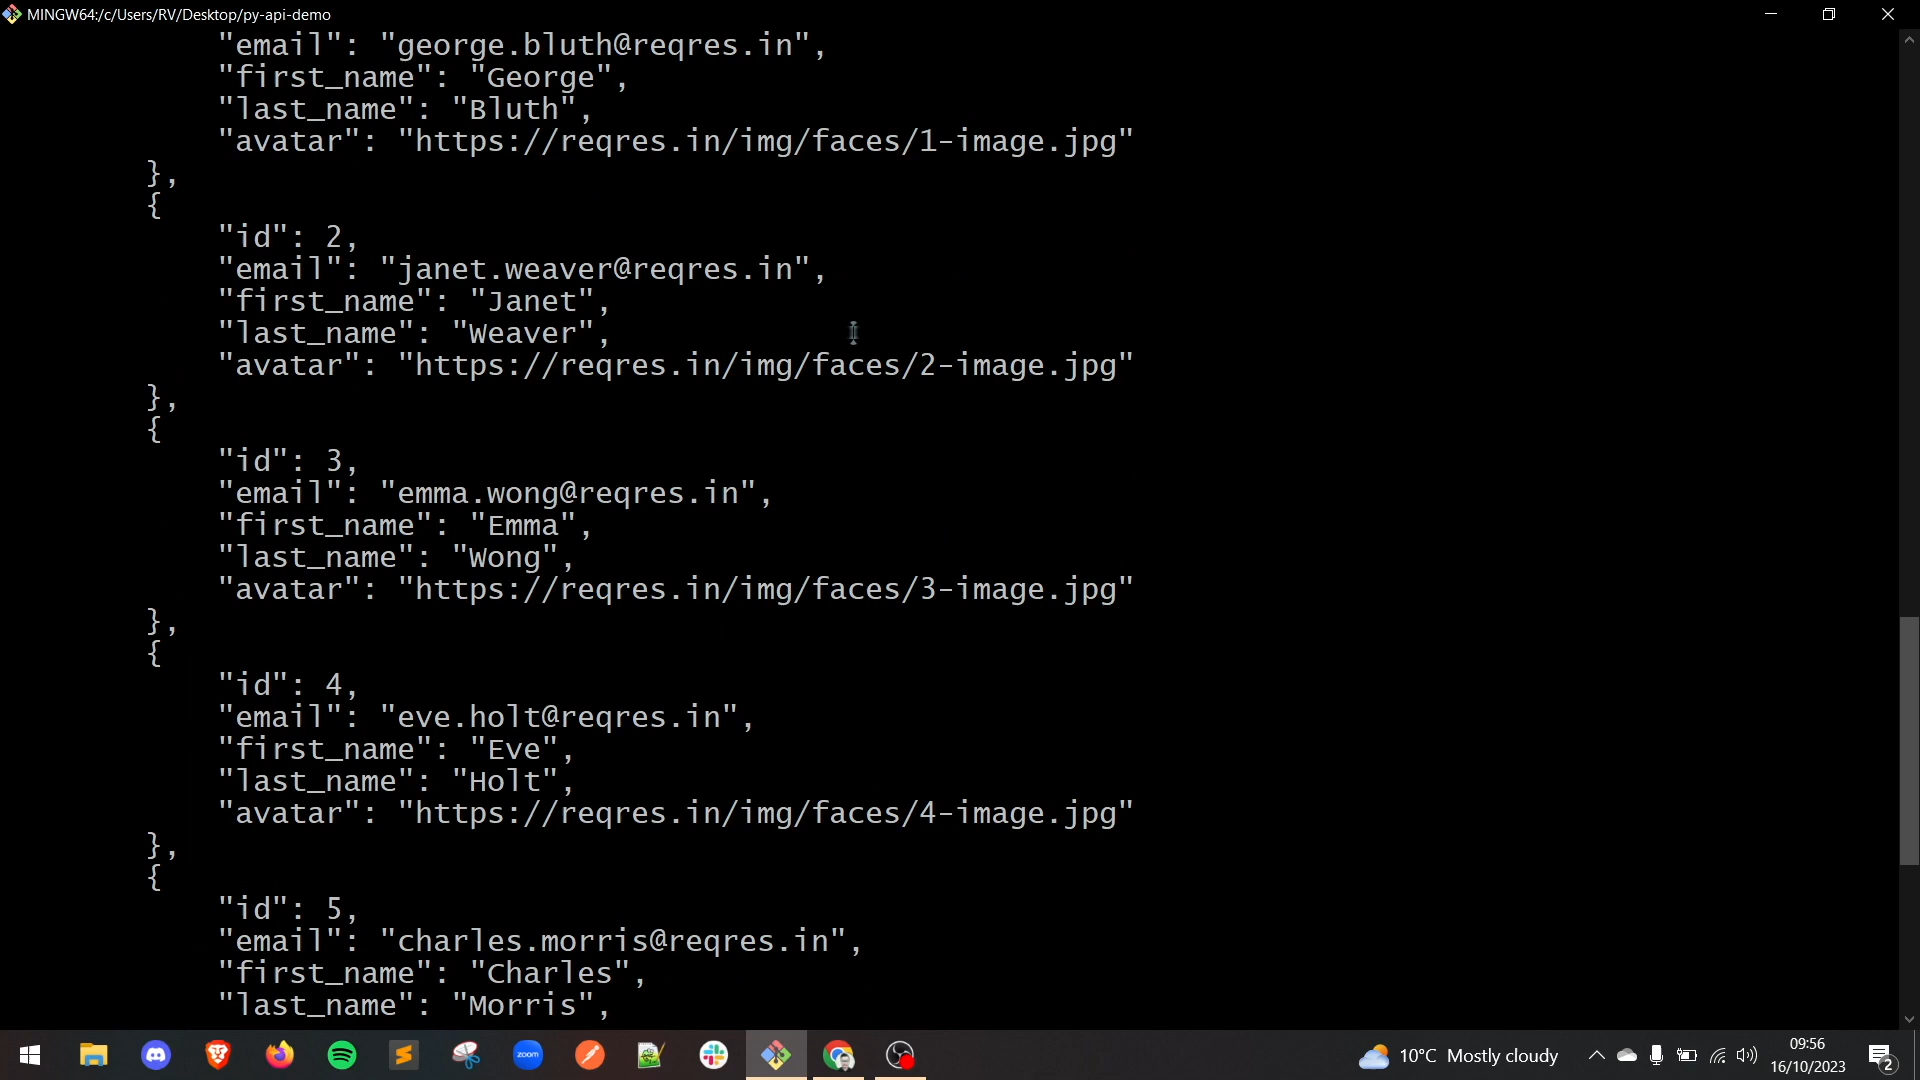 MINGW64:/c/Users/RV/Desktop/py-api-demo
"email": "george.bluth@reqres.in",
"first_name": "George",
"last_name": "Bluth",
"avatar": "https://reqres.in/img/faces/1-image.jpg"
},
{
"id": 2,
"email": "janet.weaver@reqres.in",
"first_name": "Janet",
"last_name": "Weaver",
"avatar": "https://reqres.in/img/faces/2-image.jpg"
},
{
"id": 3,
"email": "emma.wong@reqres.in",
"first_name": "Emma",
"last_name": "Wong",
"avatar": "https://reqres.in/img/faces/3-image.jpg"
},
{
"id": 4,
"email": "eve.holt@reqres.in",
"first_name": "Eve",
"last_name": "Holt",
"avatar": "https://reqres.in/img/faces/4-image.jpg"
},
{
"id": 5,
"email": "charles.morris@reqres.in",
"first_name": "Charles",
"last_name": "Morris",
zoom
10°C Mostly cloudy
09:56
16/10/2023
2